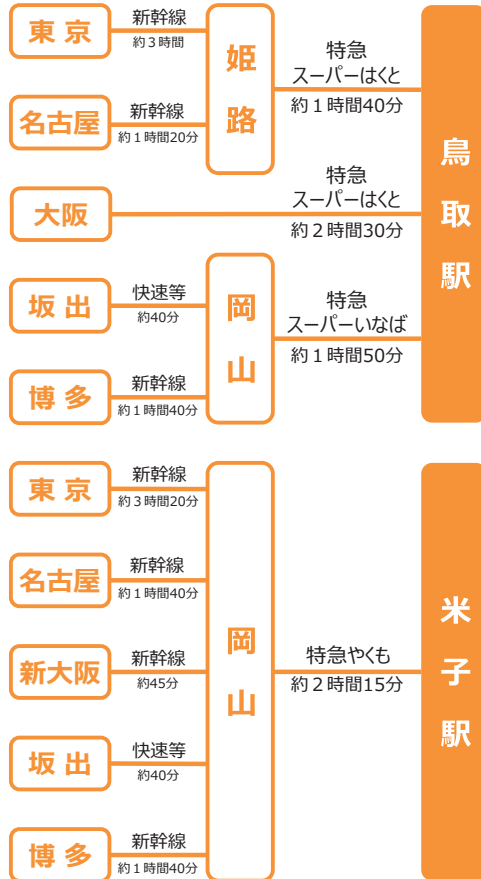 東 京
新幹線
約３時間
名古屋
新幹線
約１時間20分
姫
路
特急
スーパーはくと
約１時間40分
大阪
特急
スーパーはくと
約２時間30分
坂 出
快速等
約40分
博 多
新幹線
約１時間40分
岡
山
特急
スーパーいなば
約１時間50分
鳥
取
駅
東 京
新幹線
約３時間20分
名古屋
新幹線
約１時間40分
新大阪
新幹線
約45分
坂 出
快速等
約40分
博 多
新幹線
約１時間40分
岡
山
特急やくも
約２時間15分
米
子
駅